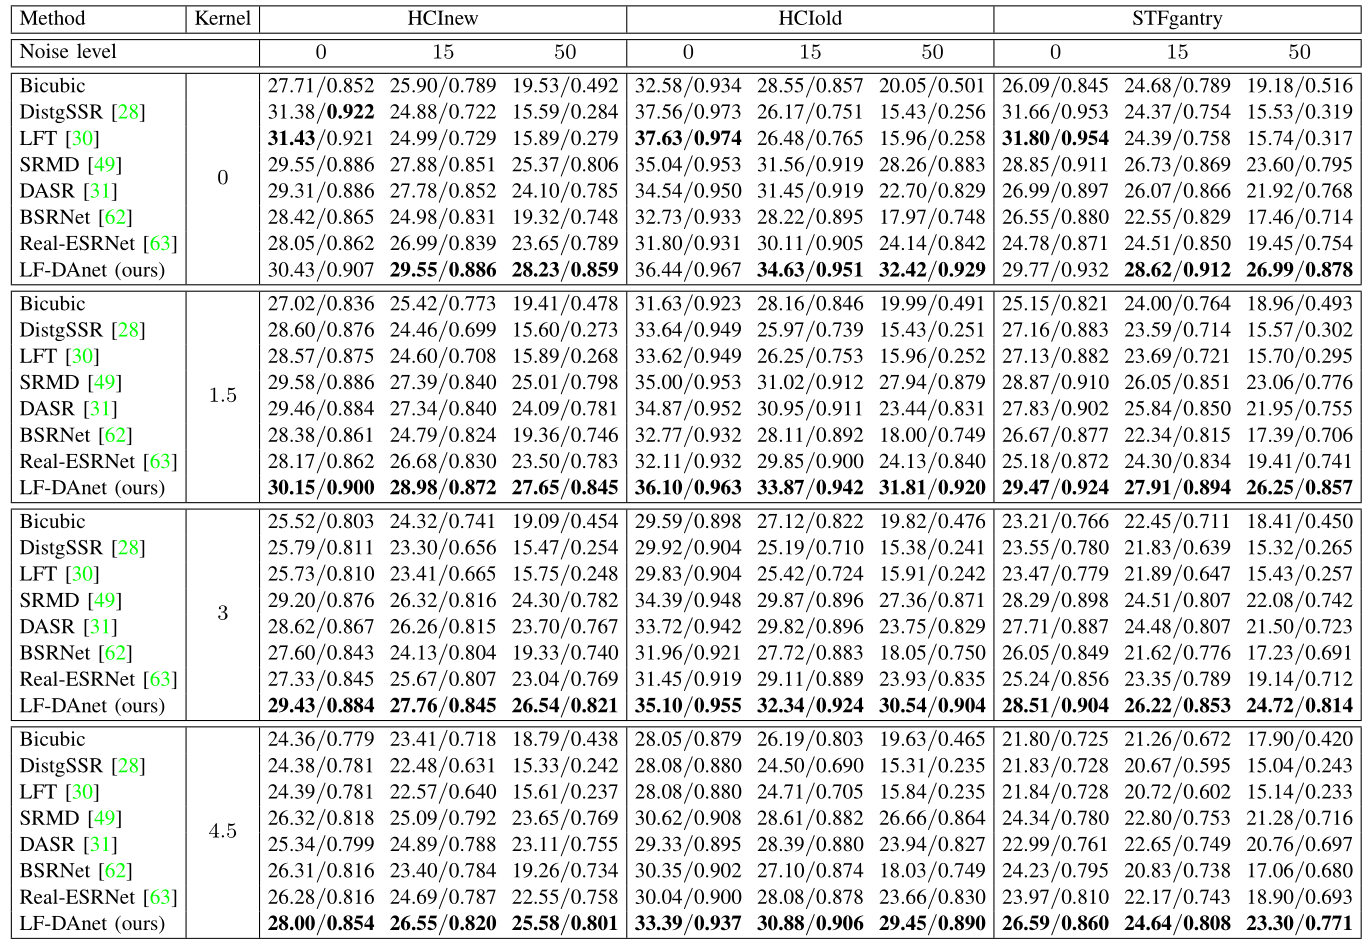 Method Kernel HCInew HCIold STFgantry
Noise level 0 15 50 0 15 50 0 15 50
Bicubic 27.71/0.852 25.90/0.789 19.53/0.492 32.58/0.934 28.55/0.857 20.05/0.501 26.09/0.845 24.68/0.789 19.18/0.516
DistgSSR [28] 31.38/0.922 24.88/0.722 15.59/0.284 37.56/0.973 26.17/0.751 15.43/0.256 31.66/0.953 24.37/0.754 15.53/0.319
LFT [30] 31.43/0.921 24.99/0.729 15.89/0.279 37.63/0.974 26.48/0.765 15.96/0.258 31.80/0.954 24.39/0.758 15.74/0.317
SRMD [49] 29.55/0.886 27.88/0.851 25.37/0.806 35.04/0.953 31.56/0.919 28.26/0.883 28.85/0.911 26.73/0.869 23.60/0.795
0
DASR [31] 29.31/0.886 27.78/0.852 24.10/0.785 34.54/0.950 31.45/0.919 22.70/0.829 26.99/0.897 26.07/0.866 21.92/0.768
BSRNet [62] 28.42/0.865 24.98/0.831 19.32/0.748 32.73/0.933 28.22/0.895 17.97/0.748 26.55/0.880 22.55/0.829 17.46/0.714
Real-ESRNet [63] 28.05/0.862 26.99/0.839 23.65/0.789 31.80/0.931 30.11/0.905 24.14/0.842 24.78/0.871 24.51/0.850 19.45/0.754
LF-DAnet (ours) 30.43/0.907 29.55/0.886 28.23/0.859 36.44/0.967 34.63/0.951 32.42/0.929 29.77/0.932 28.62/0.912 26.99/0.878
Bicubic 27.02/0.836 25.42/0.773 19.41/0.478 31.63/0.923 28.16/0.846 19.99/0.491 25.15/0.821 24.00/0.764 18.96/0.493
DistgSSR [28] 28.60/0.876 24.46/0.699 15.60/0.273 33.64/0.949 25.97/0.739 15.43/0.251 27.16/0.883 23.59/0.714 15.57/0.302
LFT [30] 28.57/0.875 24.60/0.708 15.89/0.268 33.62/0.949 26.25/0.753 15.96/0.252 27.13/0.882 23.69/0.721 15.70/0.295
SRMD [49] 29.58/0.886 27.39/0.840 25.01/0.798 35.00/0.953 31.02/0.912 27.94/0.879 28.87/0.910 26.05/0.851 23.06/0.776
1.5
DASR [31] 29.46/0.884 27.34/0.840 24.09/0.781 34.87/0.952 30.95/0.911 23.44/0.831 27.83/0.902 25.84/0.850 21.95/0.755
BSRNet [62] 28.38/0.861 24.79/0.824 19.36/0.746 32.77/0.932 28.11/0.892 18.00/0.749 26.67/0.877 22.34/0.815 17.39/0.706
Real-ESRNet [63] 28.17/0.862 26.68/0.830 23.50/0.783 32.11/0.932 29.85/0.900 24.13/0.840 25.18/0.872 24.30/0.834 19.41/0.741
LF-DAnet (ours) 30.15/0.900 28.98/0.872 27.65/0.845 36.10/0.963 33.87/0.942 31.81/0.920 29.47/0.924 27.91/0.894 26.25/0.857
Bicubic 25.52/0.803 24.32/0.741 19.09/0.454 29.59/0.898 27.12/0.822 19.82/0.476 23.21/0.766 22.45/0.711 18.41/0.450
DistgSSR [28] 25.79/0.811 23.30/0.656 15.47/0.254 29.92/0.904 25.19/0.710 15.38/0.241 23.55/0.780 21.83/0.639 15.32/0.265
LFT [30] 25.73/0.810 23.41/0.665 15.75/0.248 29.83/0.904 25.42/0.724 15.91/0.242 23.47/0.779 21.89/0.647 15.43/0.257
SRMD [49] 29.20/0.876 26.32/0.816 24.30/0.782 34.39/0.948 29.87/0.896 27.36/0.871 28.29/0.898 24.51/0.807 22.08/0.742
3
DASR [31] 28.62/0.867 26.26/0.815 23.70/0.767 33.72/0.942 29.82/0.896 23.75/0.829 27.71/0.887 24.48/0.807 21.50/0.723
BSRNet [62] 27.60/0.843 24.13/0.804 19.33/0.740 31.96/0.921 27.72/0.883 18.05/0.750 26.05/0.849 21.62/0.776 17.23/0.691
Real-ESRNet [63] 27.33/0.845 25.67/0.807 23.04/0.769 31.45/0.919 29.11/0.889 23.93/0.835 25.24/0.856 23.35/0.789 19.14/0.712
LF-DAnet (ours) 29.43/0.884 27.76/0.845 26.54/0.821 35.10/0.955 32.34/0.924 30.54/0.904 28.51/0.904 26.22/0.853 24.72/0.814
Bicubic 24.36/0.779 23.41/0.718 18.79/0.438 28.05/0.879 26.19/0.803 19.63/0.465 21.80/0.725 21.26/0.672 17.90/0.420
DistgSSR [28] 24.38/0.781 22.48/0.631 15.33/0.242 28.08/0.880 24.50/0.690 15.31/0.235 21.83/0.728 20.67/0.595 15.04/0.243
LFT [30] 24.39/0.781 22.57/0.640 15.61/0.237 28.08/0.880 24.71/0.705 15.84/0.235 21.84/0.728 20.72/0.602 15.14/0.233
SRMD [49] 26.32/0.818 25.09/0.792 23.65/0.769 30.62/0.908 28.61/0.882 26.66/0.864 24.34/0.780 22.80/0.753 21.28/0.716
4.5
DASR [31] 25.34/0.799 24.89/0.788 23.11/0.755 29.33/0.895 28.39/0.880 23.94/0.827 22.99/0.761 22.65/0.749 20.76/0.697
BSRNet [62] 26.31/0.816 23.40/0.784 19.26/0.734 30.35/0.902 27.10/0.874 18.03/0.749 24.23/0.795 20.83/0.738 17.06/0.680
Real-ESRNet [63] 26.28/0.816 24.69/0.787 22.55/0.758 30.04/0.900 28.08/0.878 23.66/0.830 23.97/0.810 22.17/0.743 18.90/0.693
LF-DAnet (ours) 28.00/0.854 26.55/0.820 25.58/0.801 33.39/0.937 30.88/0.906 29.45/0.890 26.59/0.860 24.64/0.808 23.30/0.771